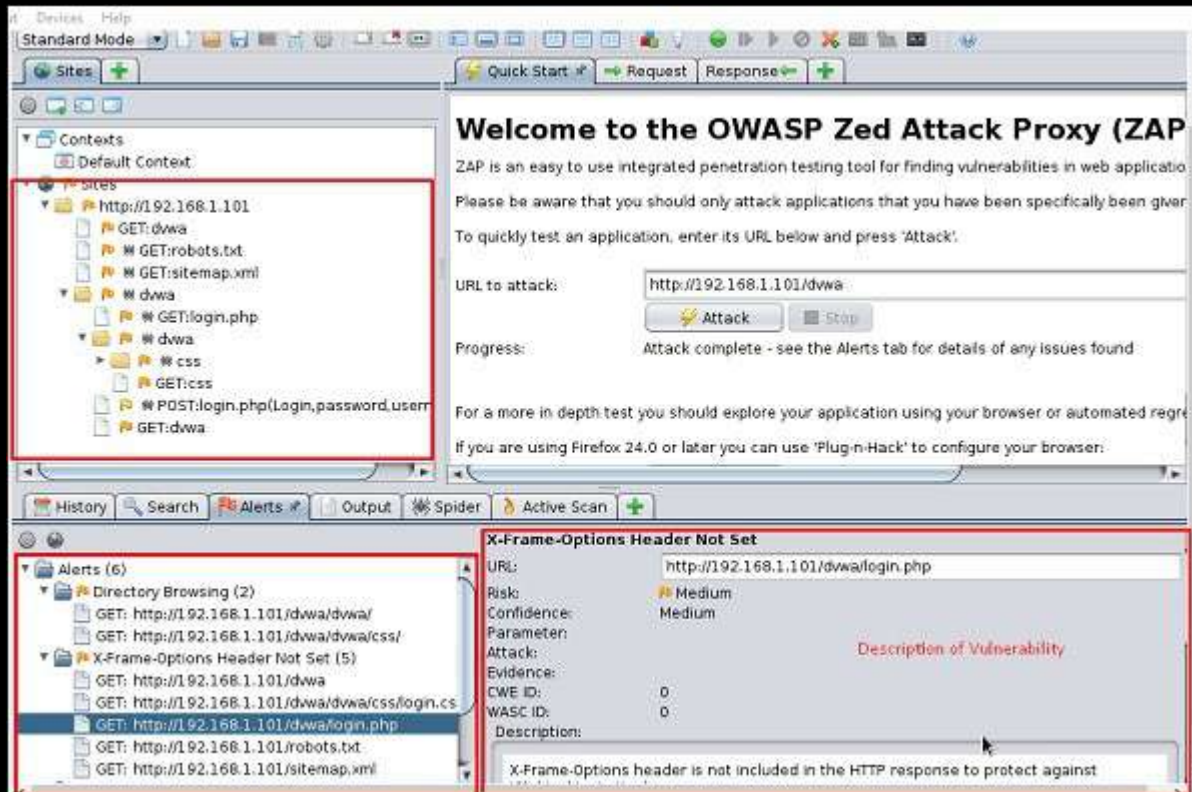 Devices Help
Standard Mode
Sites
Contexts
Default Context
Sites
http://192.168.1.101
GET:dvwa
GET:robots.txt
GET:sitemap.xml
dvwa
GET:login.php
dvwa
css
GET:css
POST:login.php(Login,password,usern
GET:dvwa
Quick Start
Request
Response
Welcome to the OWASP Zed Attack Proxy (ZAP
ZAP is an easy to use integrated penetration testing tool for finding vulnerabilities in web applicatio
Please be aware that you should only attack applications that you have been specifically been given
To quickly test an application, enter its URL below and press 'Attack'.
URL to attack:
http://192.168.1.101/dvwa
Attack
Stop
Progress:
Attack complete - see the Alerts tab for details of any issues found
For a more in depth test you should explore your application using your browser or automated regre
If you are using Firefox 24.0 or later you can use 'Plug-n-Hack' to configure your browser:
History
Search
Alerts
Output
Spider
Active Scan
Alerts (6)
Directory Browsing (2)
GET: http://192.168.1.101/dvwa/dvwa/
GET: http://192.168.1.101/dvwa/dvwa/css/
X-Frame-Options Header Not Set (5)
GET: http://192.168.1.101/dvwa
GET: http://192.168.1.101/dvwa/dvwa/css/login.cs
GET: http://192.168.1.101/dvwa/login.php
GET: http://192.168.1.101/robots.txt
GET: http://192.168.1.101/sitemap.xml
X-Frame-Options Header Not Set
URL:
http://192.168.1.101/dvwa/login.php
Risk:
Medium
Confidence:
Medium
Parameter:
Attack:
Description of Vulnerability
Evidence:
CWE ID:
0
WASC ID:
0
Description:
X-Frame-Options header is not included in the HTTP response to protect against